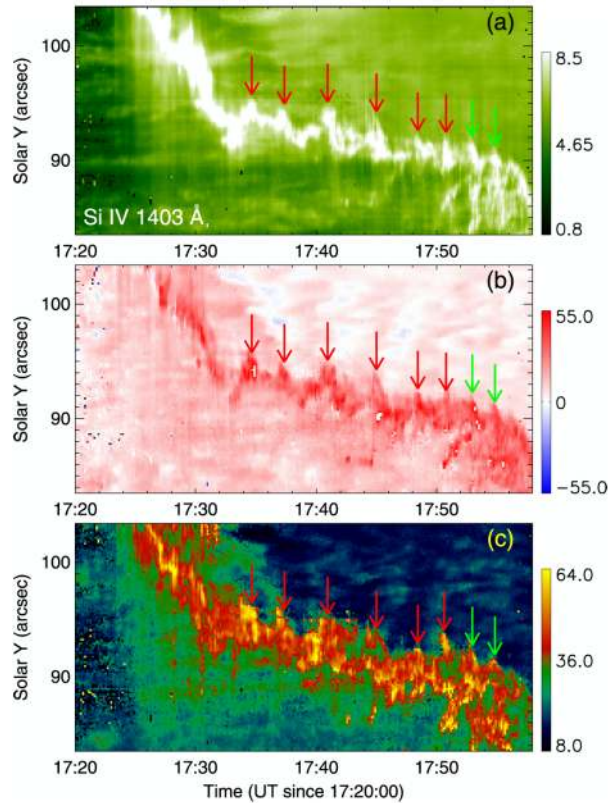 (a)
100
90
Solar Y (arcsec)
Si IV 1403 Å,
8.5
4.65
0.8
17:20 17:30 17:40 17:50
(b)
100
90
Solar Y (arcsec)
55.0
0
−55.0
17:20 17:30 17:40 17:50
(c)
100
90
Solar Y (arcsec)
64.0
36.0
8.0
17:20 17:30 17:40 17:50
Time (UT since 17:20:00)